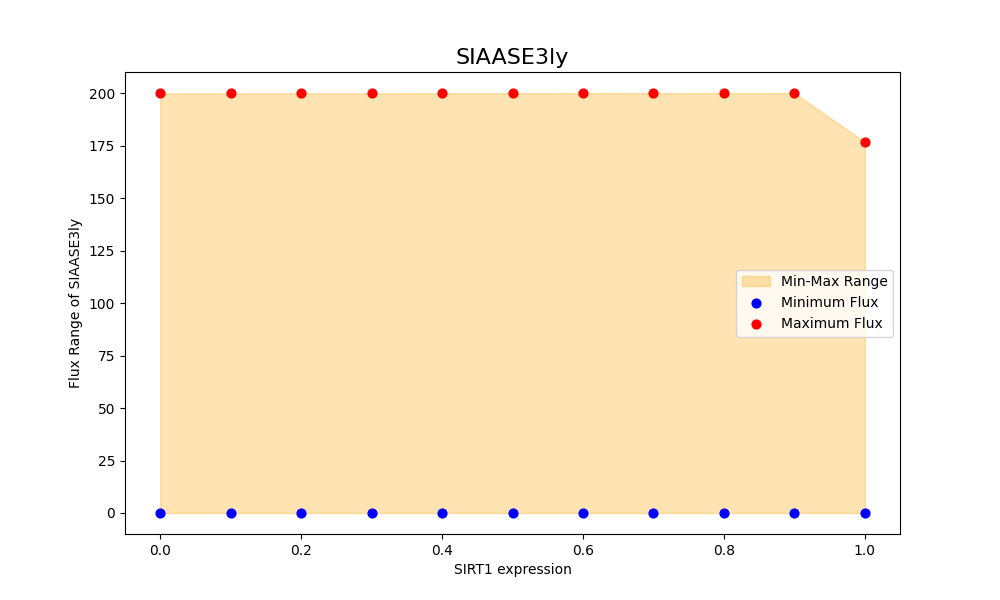 SIAASE3ly
Flux Range of SIAASE3ly
200
175
150
125
100
75
50
25
0
Min-Max Range
Minimum Flux
Maximum Flux
0.0 0.2 0.4 0.6 0.8 1.0
SIRT1 expression